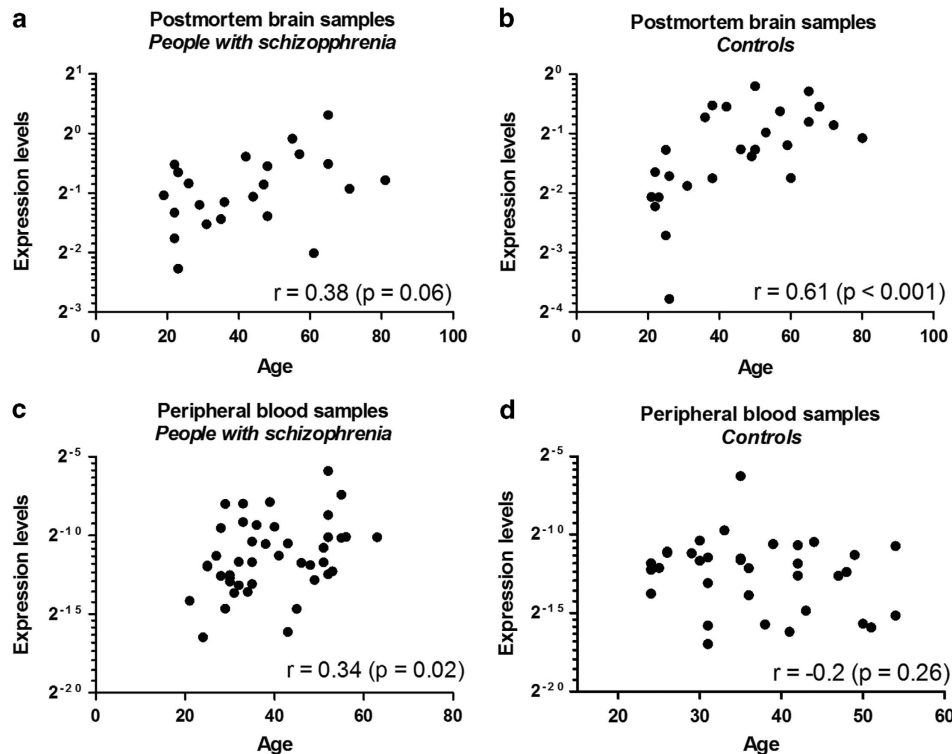 a
Postmortem brain samples
People with schizopphrenia
Expression levels
2^1
2^0
2^-1
2^-2
2^-3
0 20 40 60 80 100
r = 0.38 (p = 0.06)
Age
b
Postmortem brain samples
Controls
Expression levels
2^0
2^-1
2^-2
2^-3
2^-4
0 20 40 60 80 100
r = 0.61 (p < 0.001)
Age
c
Peripheral blood samples
People with schizophrenia
Expression levels
2^-5
2^-10
2^-15
2^-20
0 20 40 60 80
r = 0.34 (p = 0.02)
Age
d
Peripheral blood samples
Controls
Expression levels
2^-5
2^-10
2^-15
2^-20
20 30 40 50 60
r = -0.2 (p = 0.26)
Age